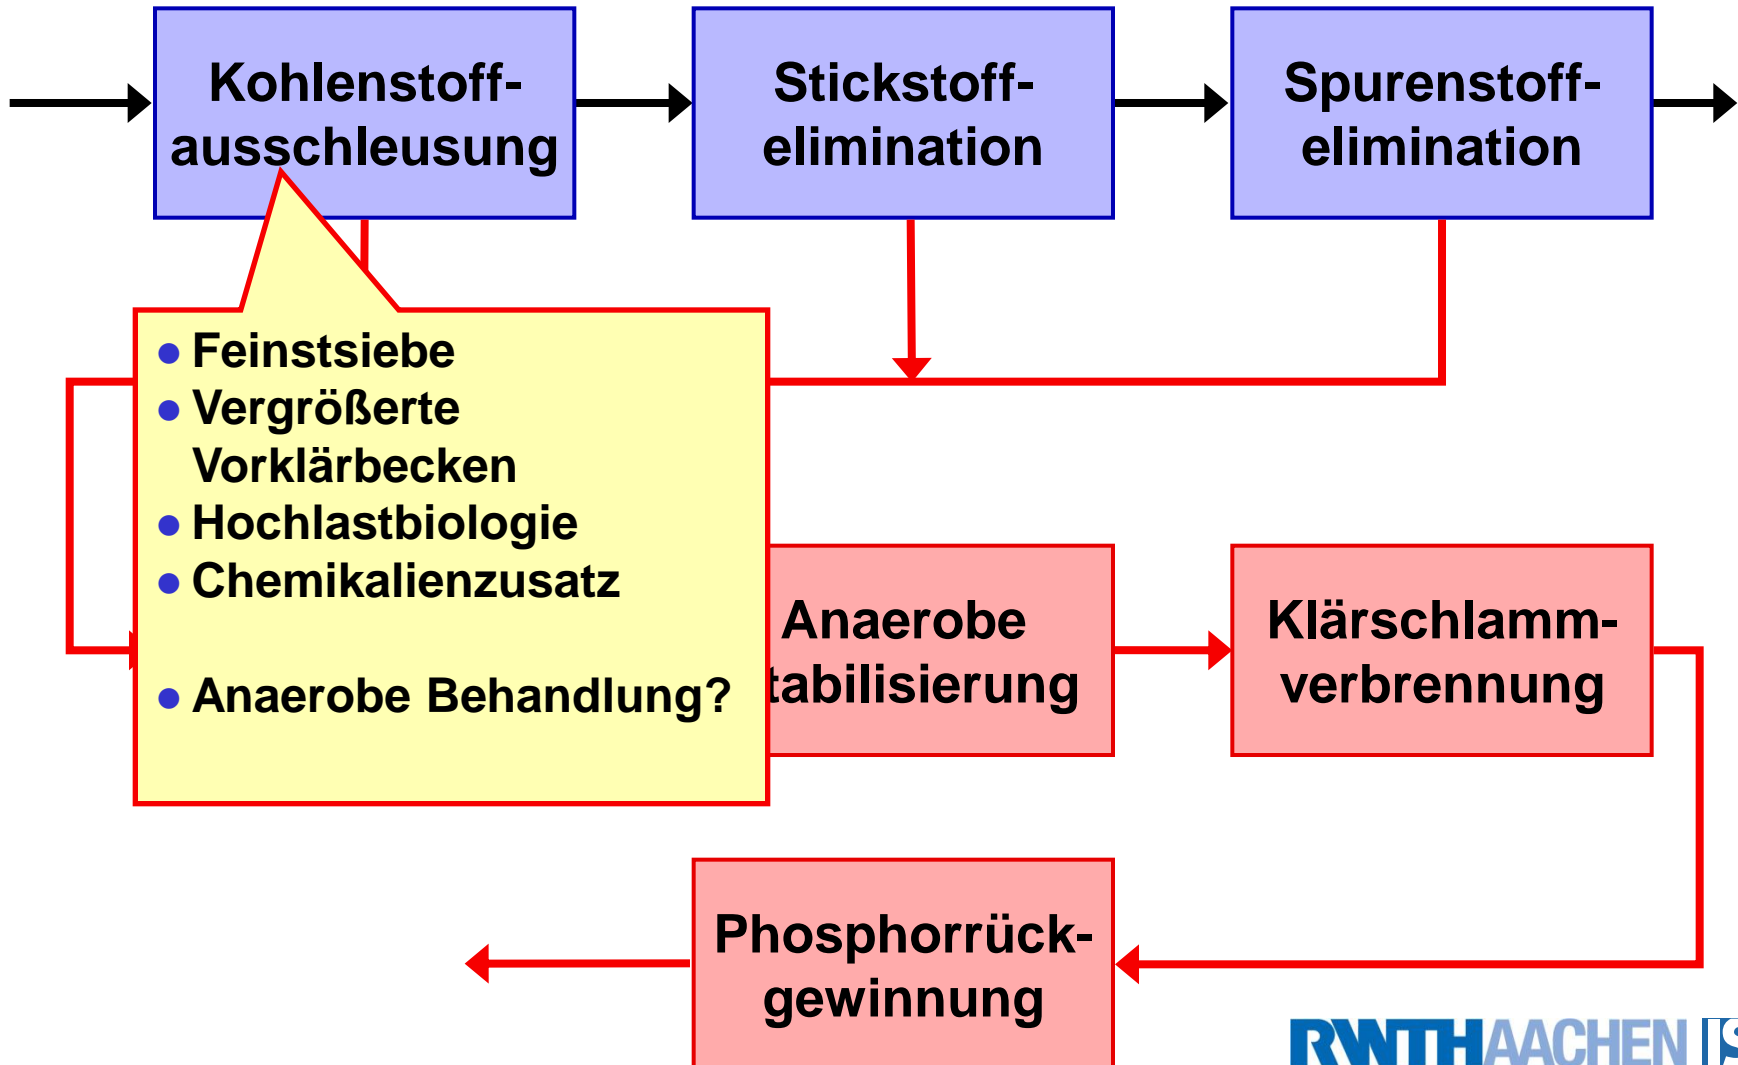 Kohlenstoff-
ausschleusung
Stickstoff-
elimination
Spurenstoff-
elimination
● Feinstsiebe
● Vergrößerte
Vorklärbecken
● Hochlastbiologie
● Chemikalienzusatz
● Anaerobe Behandlung?
Anaerobe
tabilisierung
Klärschlamm-
verbrennung
Phosphorrück-
gewinnung
RWTHAACHEN